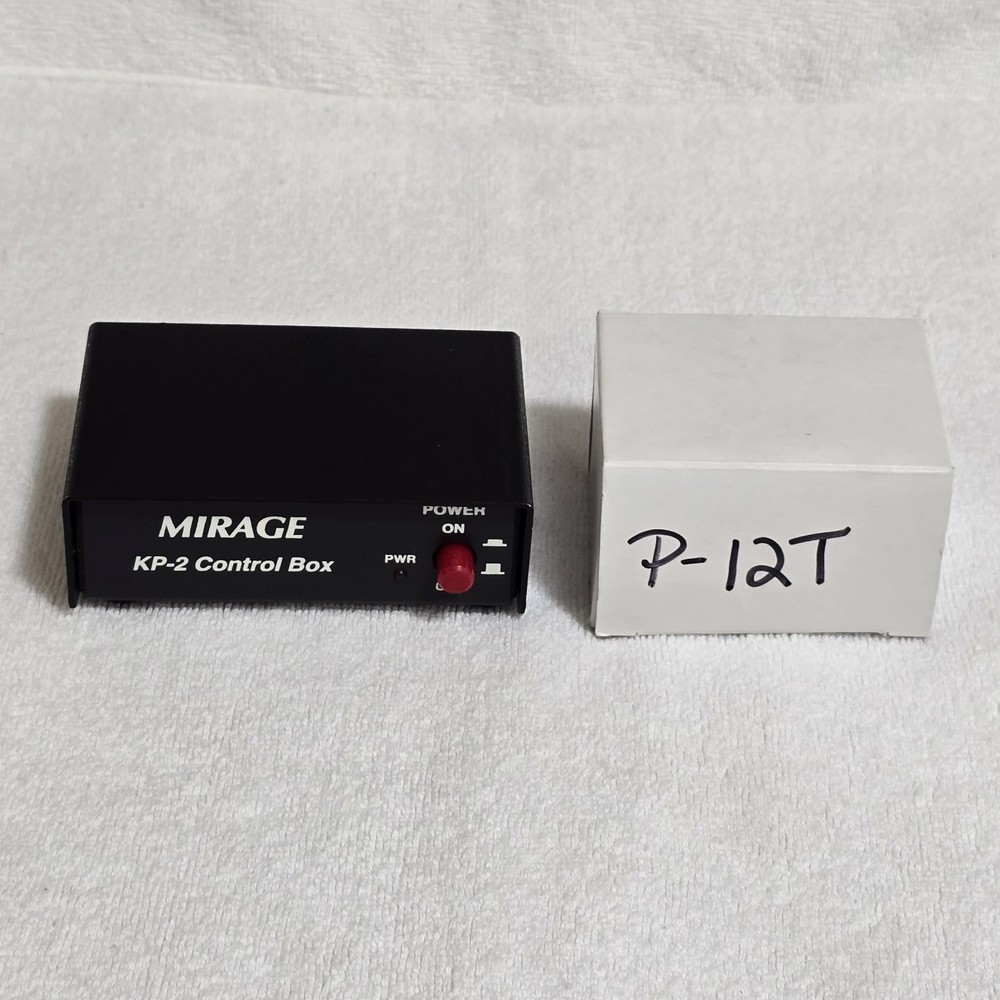 MIRAGE
KP-2 Control Box
PWR
POWER
ON
P-12T